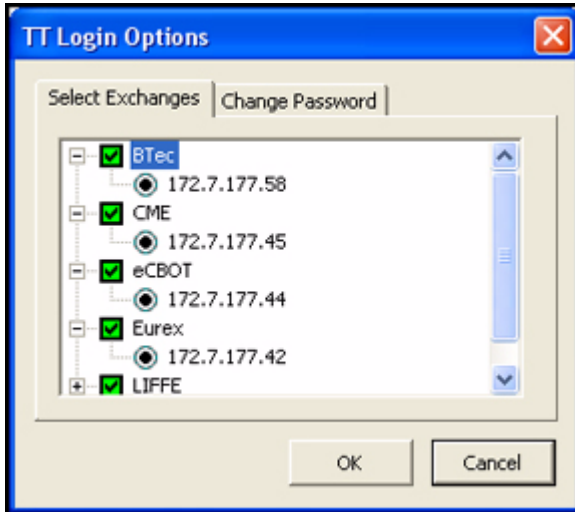 TT Login Options
Select Exchanges Change Password
BTec
172.7.177.58
CME
172.7.177.45
eCBOT
172.7.177.44
Eurex
172.7.177.42
LIFFE
OK Cancel